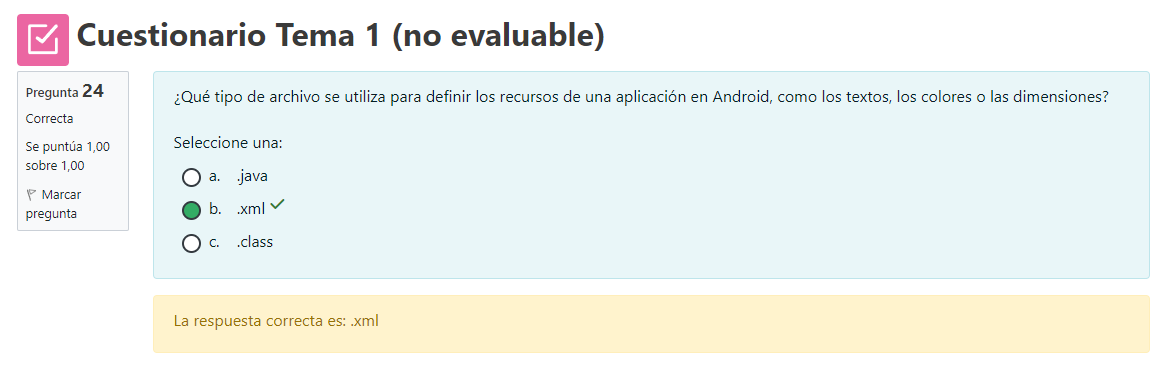 Cuestionario Tema 1 (no evaluable)
Pregunta 24
Correcta
Se puntúa 1,00
sobre 1,00
Marcar
pregunta
¿Qué tipo de archivo se utiliza para definir los recursos de una aplicación en Android, como los textos, los colores o las dimensiones?
Seleccione una:
a. .java
b. .xml
c. .class
La respuesta correcta es: .xml